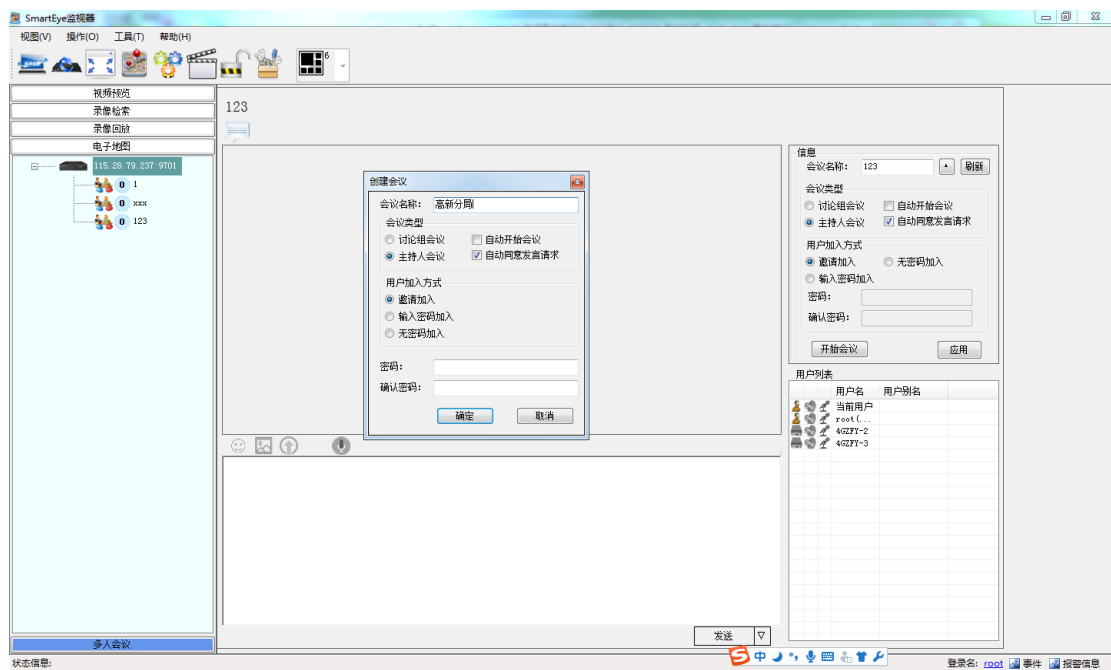 SmartEye监视器
视图(V) 操作(O) 工具(T) 帮助(H)
6
视频预览
录像检索
录像回放
电子地图
115.28.79.237:9701
0 1
0 xxx
0 123
多人会议
123
创建会议
会议名称: 高新分局
会议类型
讨论组会议 自动开始会议
主持人会议 自动同意发言请求
用户加入方式
邀请加入
输入密码加入
无密码加入
密码:
确认密码:
确定 取消
发送
信息
会议名称: 123 刷新
会议类型
讨论组会议 自动开始会议
主持人会议 自动同意发言请求
用户加入方式
邀请加入 无密码加入
输入密码加入
密码:
确认密码:
开始会议 应用
用户列表
用户名 用户别名
当前用户
root(...
4GZFY-2
4GZFY-3
S中
状态信息:
登录名: root 事件 报警信息